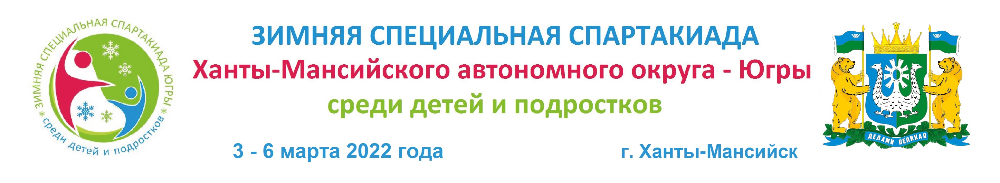 ЗИМНЯЯ СПЕЦИАЛЬНАЯ СПАРТАКИАДА ЮГРЫ
среди детей и подростков
ЗИМНЯЯ СПЕЦИАЛЬНАЯ СПАРТАКИАДА
Ханты-Мансийского автономного округа - Югры
среди детей и подростков
3 - 6 марта 2022 года
г. Ханты-Мансийск
ДЕЛАМИ ВЕЛИКАЯ